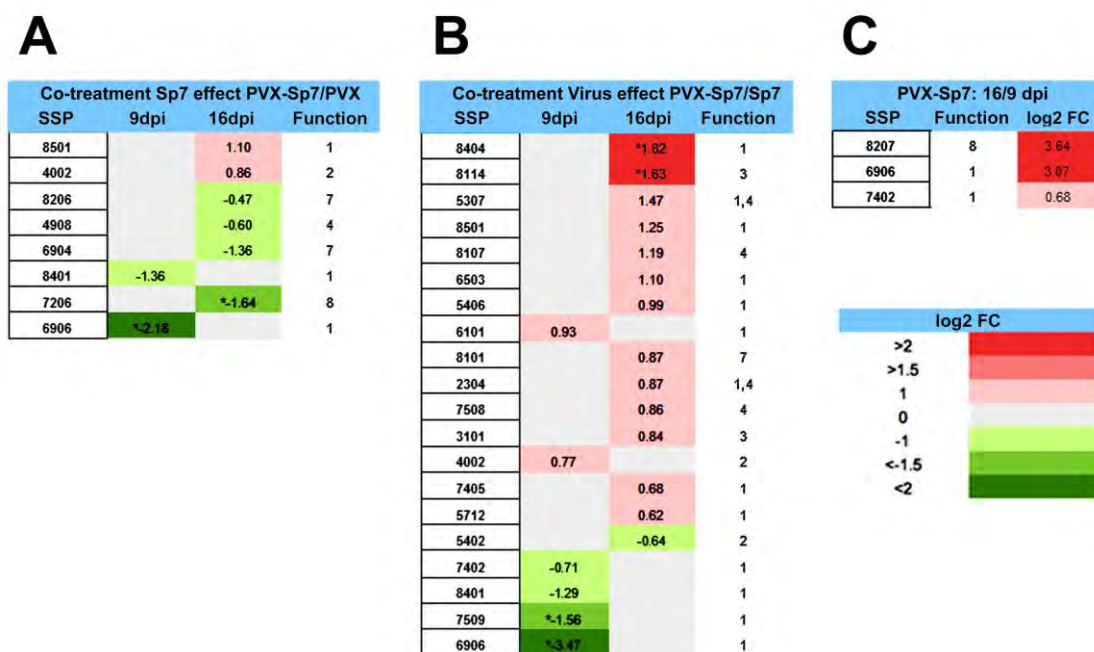 A
Co-treatment Sp7 effect PVX-Sp7/PVX
SSP 9dpi 16dpi Function
8501 1.10 1
4002 0.86 2
8206 -0.47 7
4908 -0.60 4
6904 -1.36 7
8401 -1.36 1
7206 *-1.64 8
6906 *-2.18 1
B
Co-treatment Virus effect PVX-Sp7/Sp7
SSP 9dpi 16dpi Function
8404 *1.82 1
8114 *1.63 3
5307 1.47 1,4
8501 1.25 1
8107 1.19 4
6503 1.10 1
5406 0.99 1
6101 0.93 1
8101 0.87 7
2304 0.87 1,4
7508 0.86 4
3101 0.84 3
4002 0.77 2
7405 0.68 1
5712 0.62 1
5402 -0.64 2
7402 -0.71 1
8401 -1.29 1
7509 *-1.56 1
6906 *-3.47 1
C
PVX-Sp7: 16/9 dpi
SSP Function log2 FC
8207 8 3.64
6906 1 3.07
7402 1 0.68
log2 FC
>2
>1.5
1
0
-1
<-1.5
<2